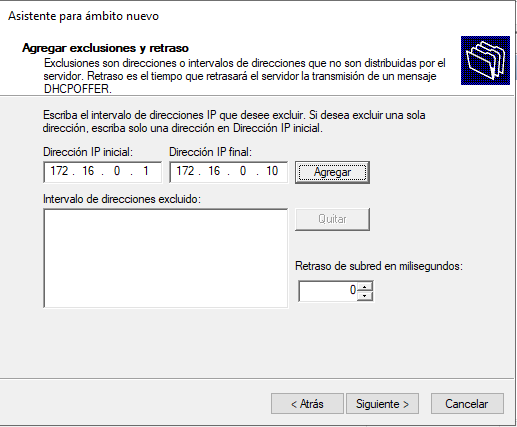 Asistente para ámbito nuevo
Agregar exclusiones y retraso
Exclusiones son direcciones o intervalos de direcciones que no son distribuidas por el
servidor. Retraso es el tiempo que retrasará el servidor la transmisión de un mensaje
DHCPOFFER.
Escriba el intervalo de direcciones IP que desee excluir. Si desea excluir una sola
dirección, escriba solo una dirección en Dirección IP inicial.
Dirección IP inicial: Dirección IP final:
172 . 16 . 0 . 1 172 . 16 . 0 . 10 Agregar
Intervalo de direcciones excluido:
Quitar
Retraso de subred en milisegundos:
0
< Atrás Siguiente > Cancelar